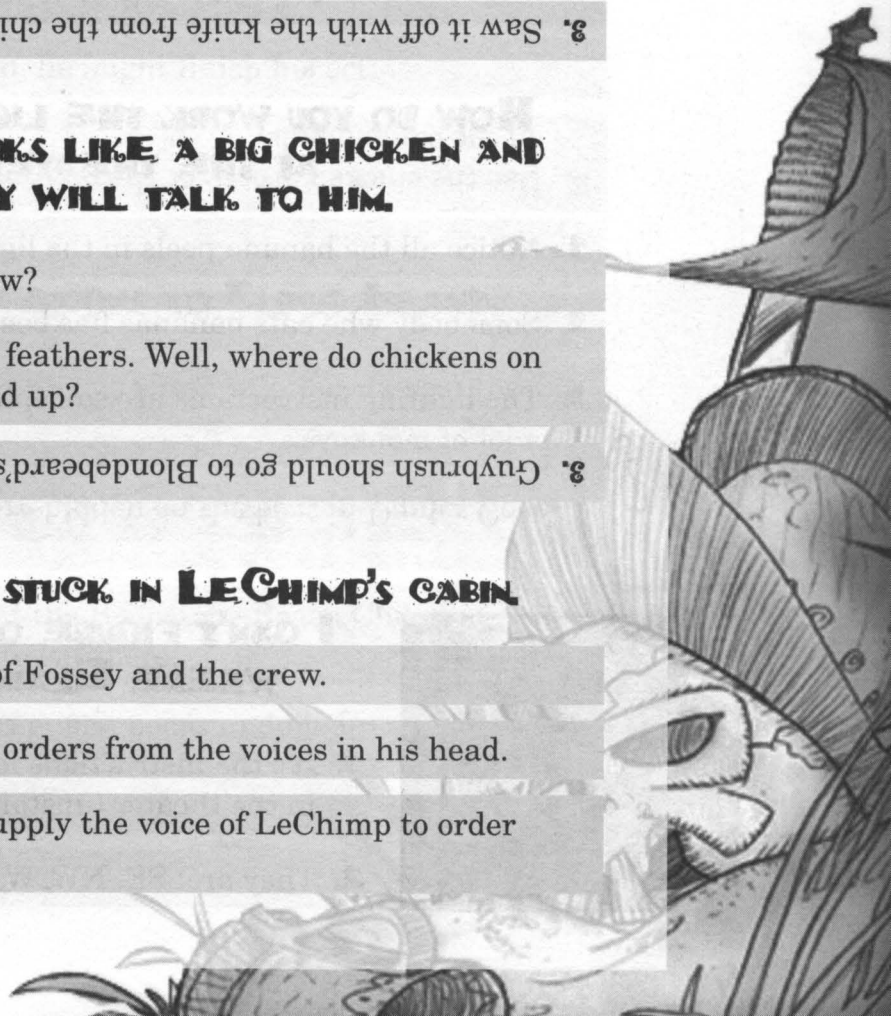 3. Saw it off with the knife from the chi
KS LIKE A BIG CHICKEN AND
Y WILL TALK TO HIM.
w?
feathers. Well, where do chickens on
d up?
3. Guybrush should go to Blondebeard's
STUCK IN LECHIMP'S CABIN.
of Fossey and the crew.
orders from the voices in his head.
upply the voice of LeChimp to order